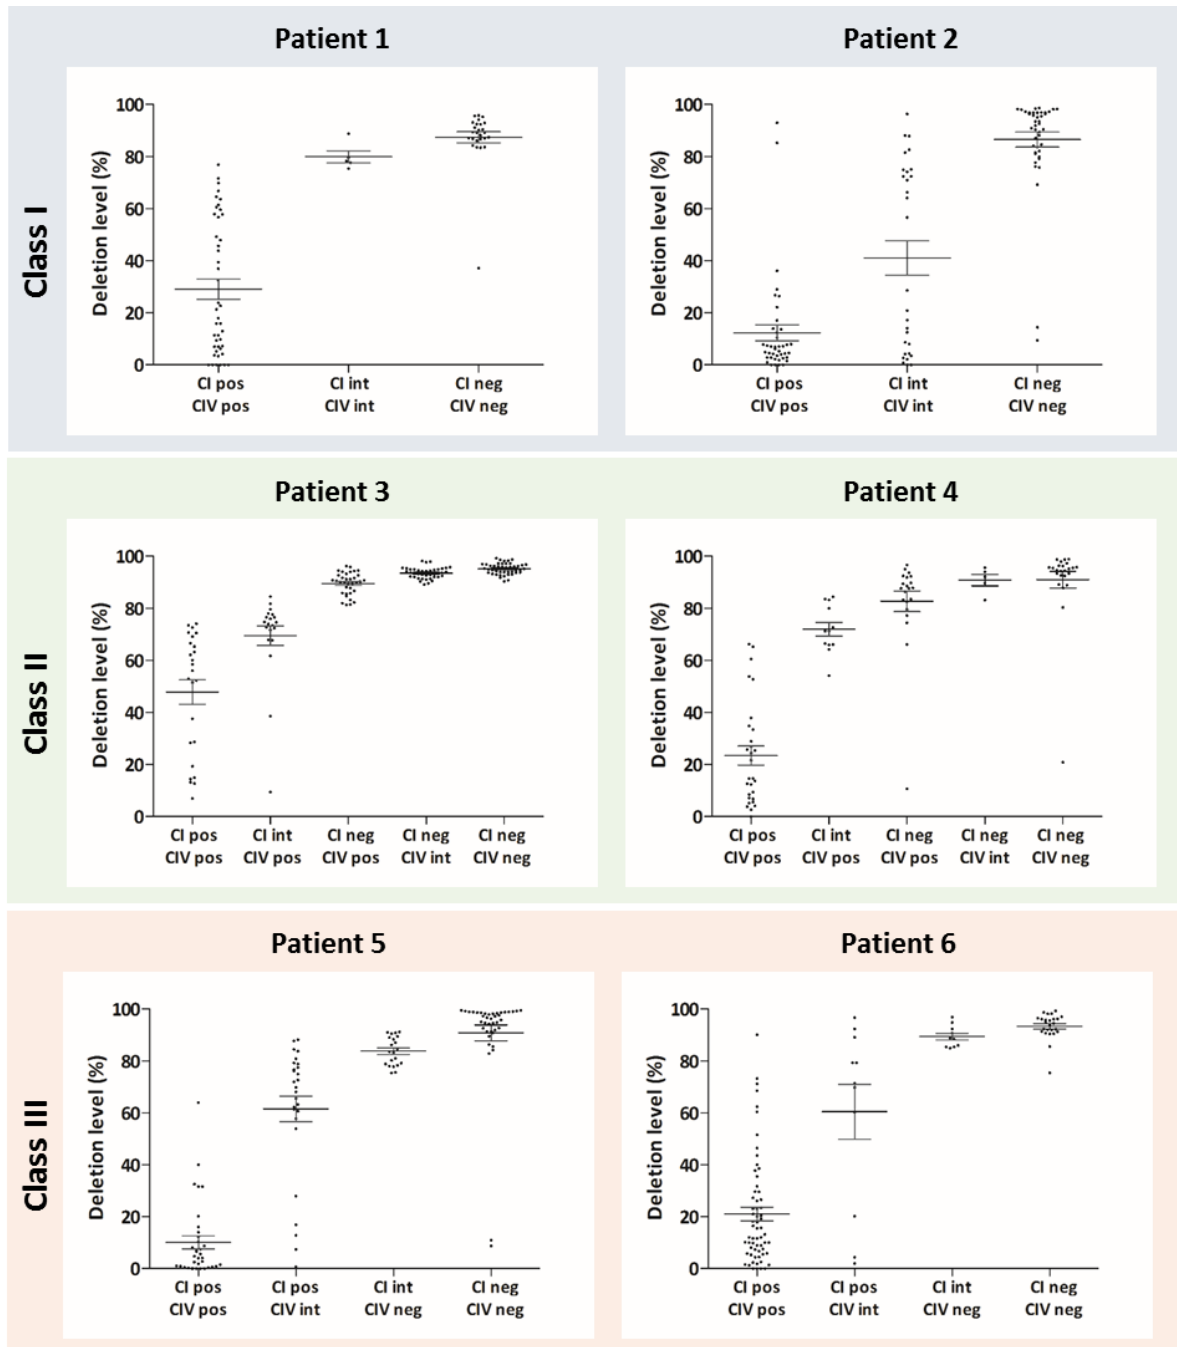 Class I
Patient 1
Deletion level (%)
100
80
60
40
20
0
CI pos CI int CI neg
CIV pos CIV int CIV neg
Patient 2
Deletion level (%)
100
80
60
40
20
0
CI pos CI int CI neg
CIV pos CIV int CIV neg
Class II
Patient 3
Deletion level (%)
100
80
60
40
20
0
CI pos CI int CI neg CI neg CI neg
CIV pos CIV pos CIV pos CIV int CIV neg
Patient 4
Deletion level (%)
100
80
60
40
20
0
CI pos CI int CI neg CI neg CI neg
CIV pos CIV pos CIV pos CIV int CIV neg
Class III
Patient 5
Deletion level (%)
100
80
60
40
20
0
CI pos CI pos CI int CI neg
CIV pos CIV int CIV neg CIV neg
Patient 6
Deletion level (%)
100
80
60
40
20
0
CI pos CI pos CI int CI neg
CIV pos CIV int CIV neg CIV neg